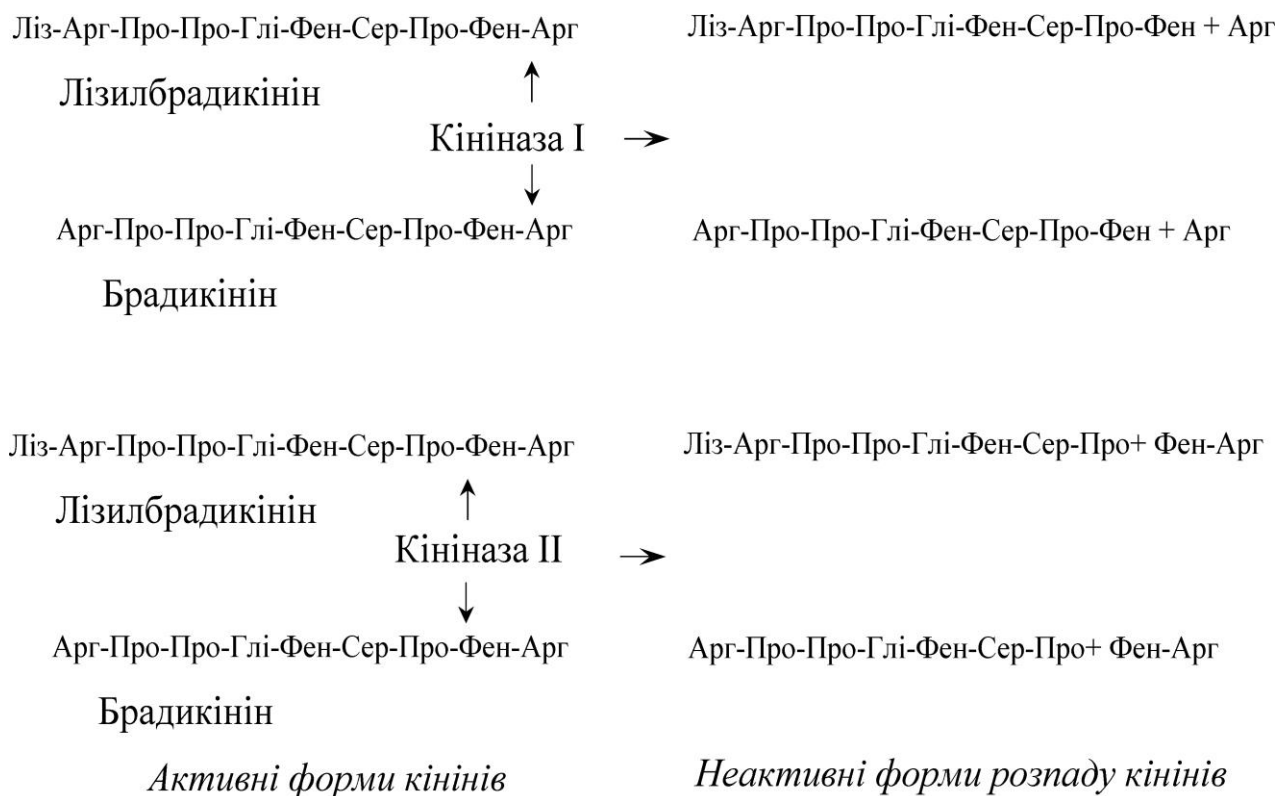 Ліз-Арг-Про-Про-Глі-Фен-Сер-Про-Фен-Арг
Ліз-Арг-Про-Про-Глі-Фен-Сер-Про-Фен + Арг
Лізилбрадикінін
Кініназа I
Арг-Про-Про-Глі-Фен-Сер-Про-Фен-Арг
Арг-Про-Про-Глі-Фен-Сер-Про-Фен + Арг
Брадикінін
Ліз-Арг-Про-Про-Глі-Фен-Сер-Про-Фен-Арг
Ліз-Арг-Про-Про-Глі-Фен-Сер-Про+ Фен-Арг
Лізилбрадикінін
Кініназа II
Арг-Про-Про-Глі-Фен-Сер-Про-Фен-Арг
Арг-Про-Про-Глі-Фен-Сер-Про+ Фен-Арг
Брадикінін
Активні форми кінінів
Неактивні форми розпаду кінінів